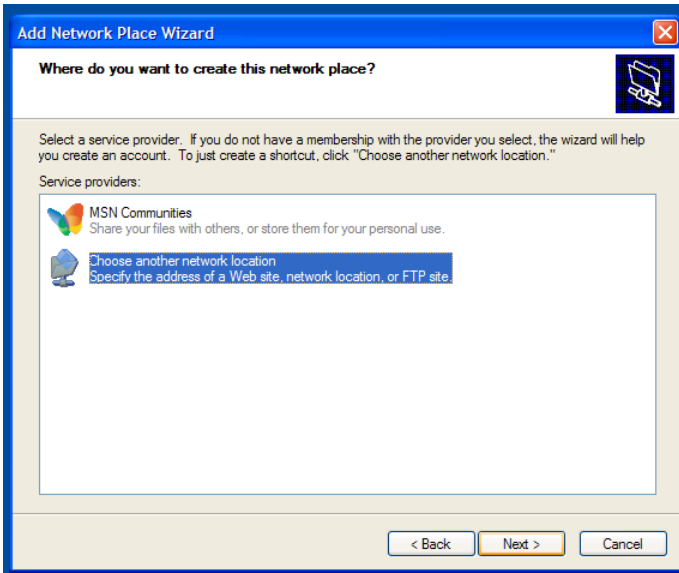 Add Network Place Wizard
Where do you want to create this network place?
Select a service provider. If you do not have a membership with the provider you select, the wizard will help
you create an account. To just create a shortcut, click "Choose another network location."
Service providers:
MSN Communities
Share your files with others, or store them for your personal use.
Choose another network location
Specify the address of a Web site, network location, or FTP site.
< Back Next > Cancel